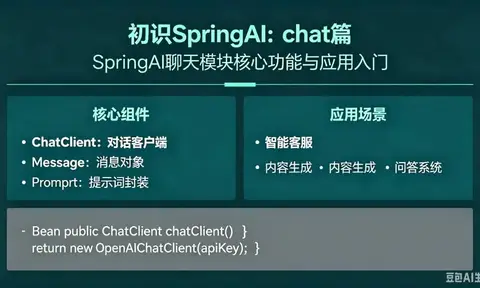 初识SpringAI: chat篇
SpringAI聊天模块核心功能与应用入门
核心组件
• ChatClient：对话客户端
• Message：消息对象
• Promprt：提示词封装
应用场景
• 智能客服
• 内容生成 • 内容生成 • 问答系统
- Bean public ChatClient chatClient() }
return new OpenAIChatClient(apiKey); }
豆包AI生